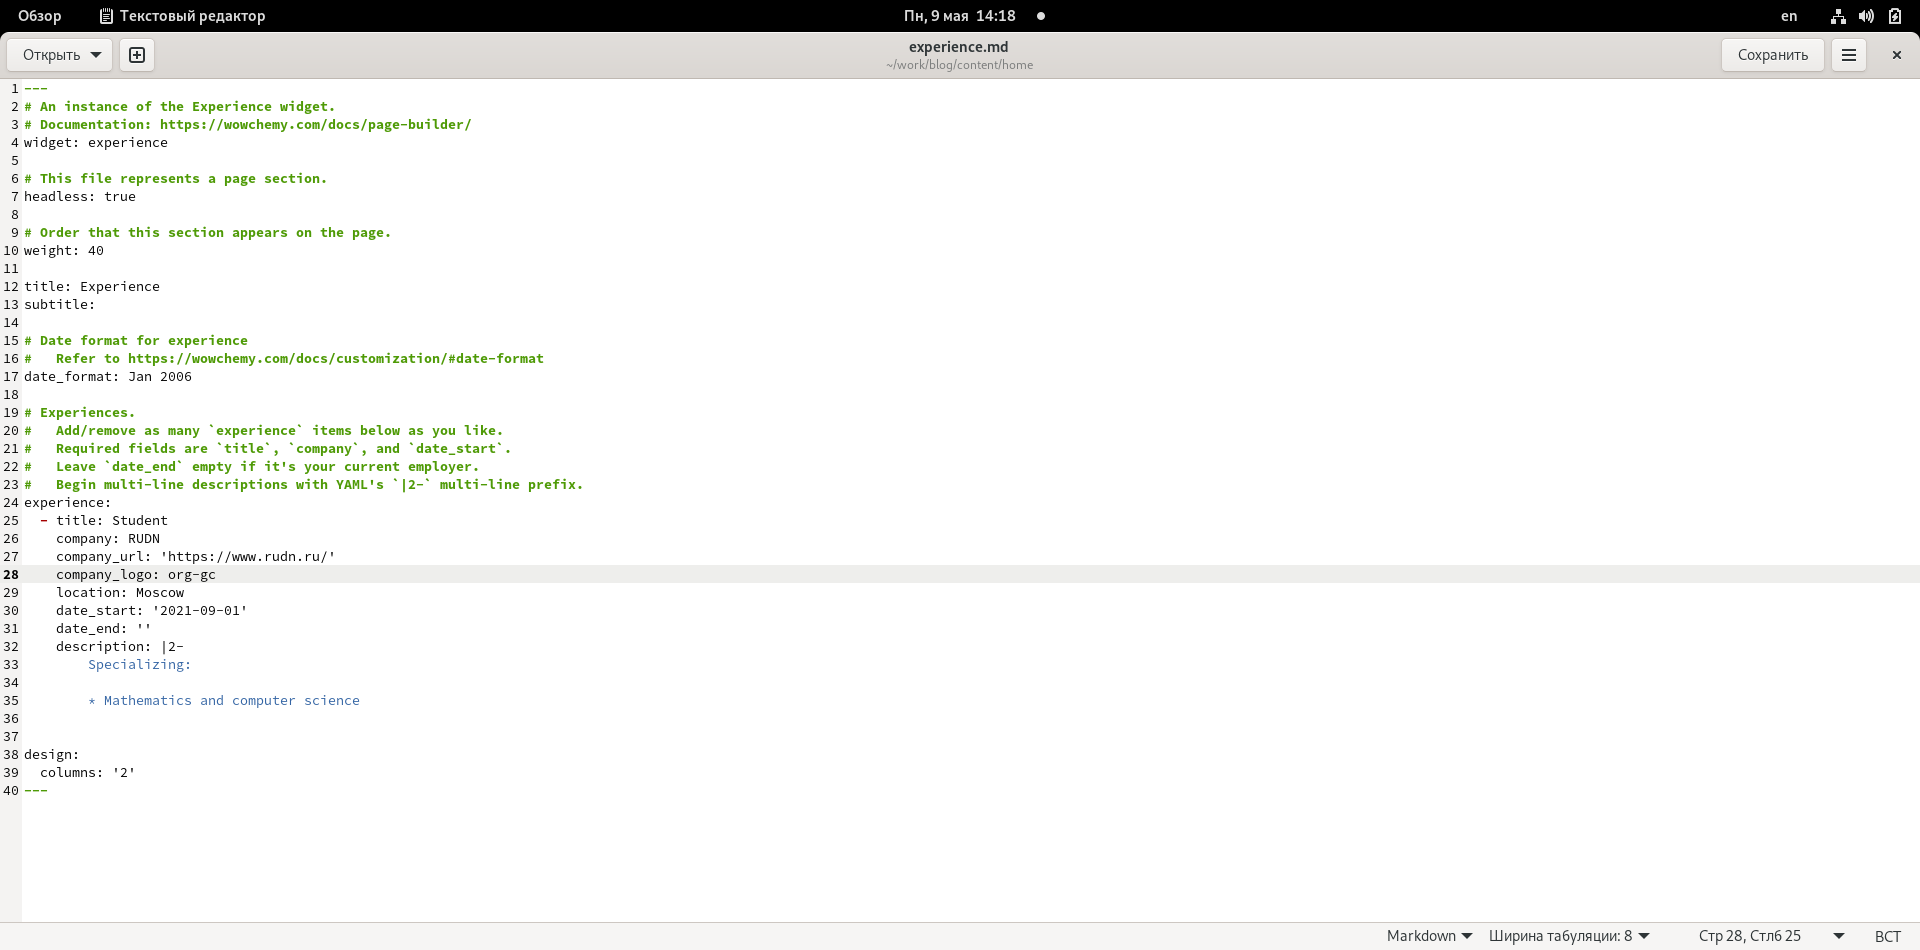 Обзор Текстовый редактор Пн, 9 мая 14:18 en
Открыть experience.md Сохранить
~/work/blog/content/home
1 ---
2 # An instance of the Experience widget.
3 # Documentation: https://wowchemy.com/docs/page-builder/
4 widget: experience
5
6 # This file represents a page section.
7 headless: true
8
9 # Order that this section appears on the page.
10 weight: 40
11
12 title: Experience
13 subtitle:
14
15 # Date format for experience
16 #   Refer to https://wowchemy.com/docs/customization/#date-format
17 date_format: Jan 2006
18
19 # Experiences.
20 #   Add/remove as many `experience` items below as you like.
21 #   Required fields are `title`, `company`, and `date_start`.
22 #   Leave `date_end` empty if it's your current employer.
23 #   Begin multi-line descriptions with YAML's `|2-` multi-line prefix.
24 experience:
25   - title: Student
26     company: RUDN
27     company_url: 'https://www.rudn.ru/'
28     company_logo: org-gc
29     location: Moscow
30     date_start: '2021-09-01'
31     date_end: ''
32     description: |2-
33         Specializing:
34
35         * Mathematics and computer science
36
37
38 design:
39   columns: '2'
40 ---
Markdown Ширина табуляции: 8 Стр 28, Стлб 25 ВСТ